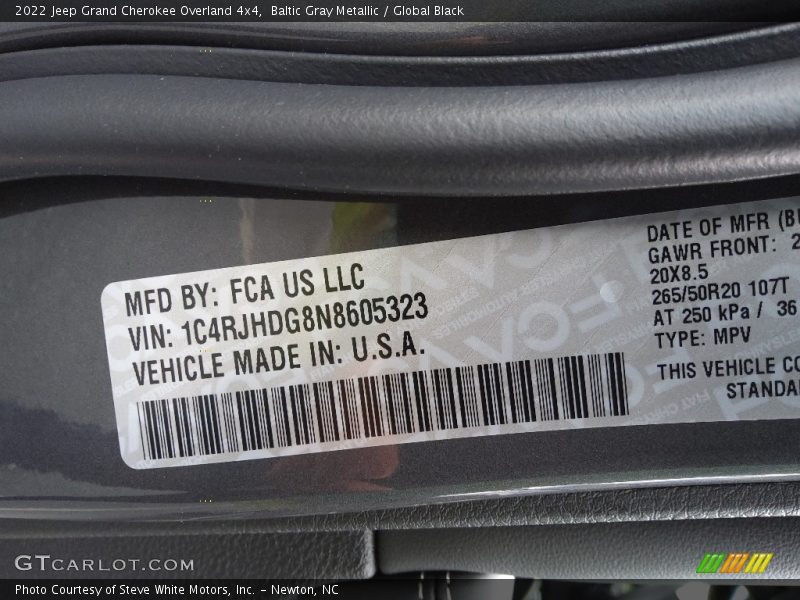 2022 Jeep Grand Cherokee Overland 4x4, Baltic Gray Metallic / Global Black
MFD BY: FCA US LLC
VIN: 1C4RJHDG8N8605323
VEHICLE MADE IN: U.S.A.
DATE OF MFR (
GAWR FRONT: 2
20X8.5
265/50R20 107T
AT 250 kPa / 36
TYPE: MPV
THIS VEHICLE CO
STANDA
GTCARLOT.COM
Photo Courtesy of Steve White Motors, Inc. – Newton, NC